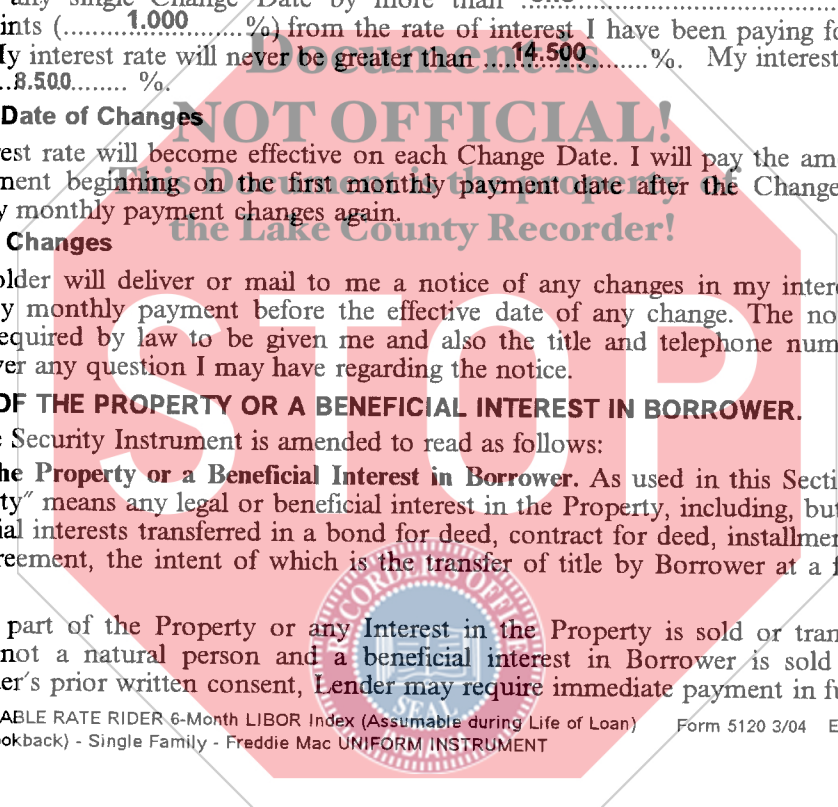 any single Change Date by more than
ints (..........1.000..........%) from the rate of interest I have been paying fo
y interest rate will never be greater than .....14.500..........%. My interest
..8.500........ %.
Date of Changes
est rate will become effective on each Change Date. I will pay the am
ment beginning on the first monthly payment date after the Change
y monthly payment changes again.
Changes
older will deliver or mail to me a notice of any changes in my inter
y monthly payment before the effective date of any change. The no
equired by law to be given me and also the title and telephone num
er any question I may have regarding the notice.
OF THE PROPERTY OR A BENEFICIAL INTEREST IN BORROWER.
e Security Instrument is amended to read as follows:
he Property or a Beneficial Interest in Borrower. As used in this Secti
ty" means any legal or beneficial interest in the Property, including, but
ial interests transferred in a bond for deed, contract for deed, installmen
reement, the intent of which is the transfer of title by Borrower at a f
part of the Property or any Interest in the Property is sold or tran
not a natural person and a beneficial interest in Borrower is sold
er's prior written consent, Lender may require immediate payment in fu
ABLE RATE RIDER 6-Month LIBOR Index (Assumable during Life of Loan) Form 5120 3/04
okback) - Single Family - Freddie Mac UNIFORM INSTRUMENT
Document is
NOT OFFICIAL!
This Document is the property of
the Lake County Recorder!
STOP
RECORDER'S OFFICE
SEAL
INDIANA